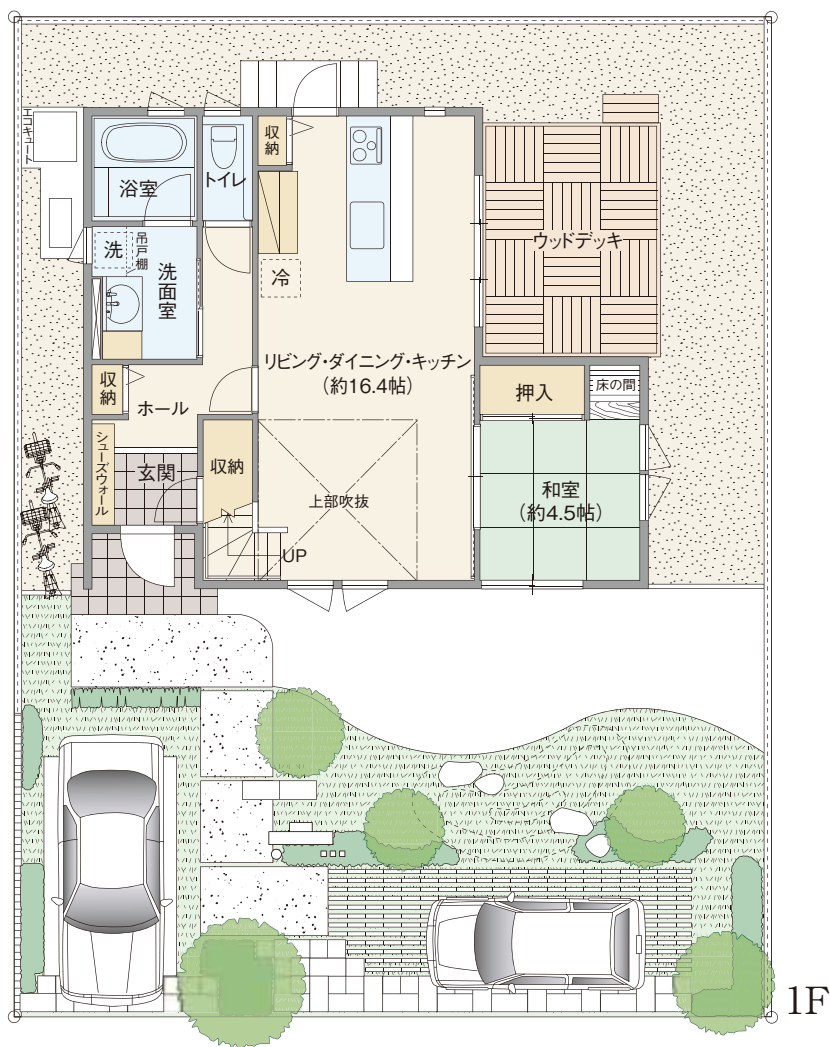 エコキュート
浴室
トイレ
収納
洗
吊戸棚
洗面室
冷
ウッドデッキ
リビング・ダイニング・キッチン
(約16.4帖)
収納
ホール
押入
床の間
シューズウォール
玄関
収納
上部吹抜
和室
(約4.5帖)
UP
1F